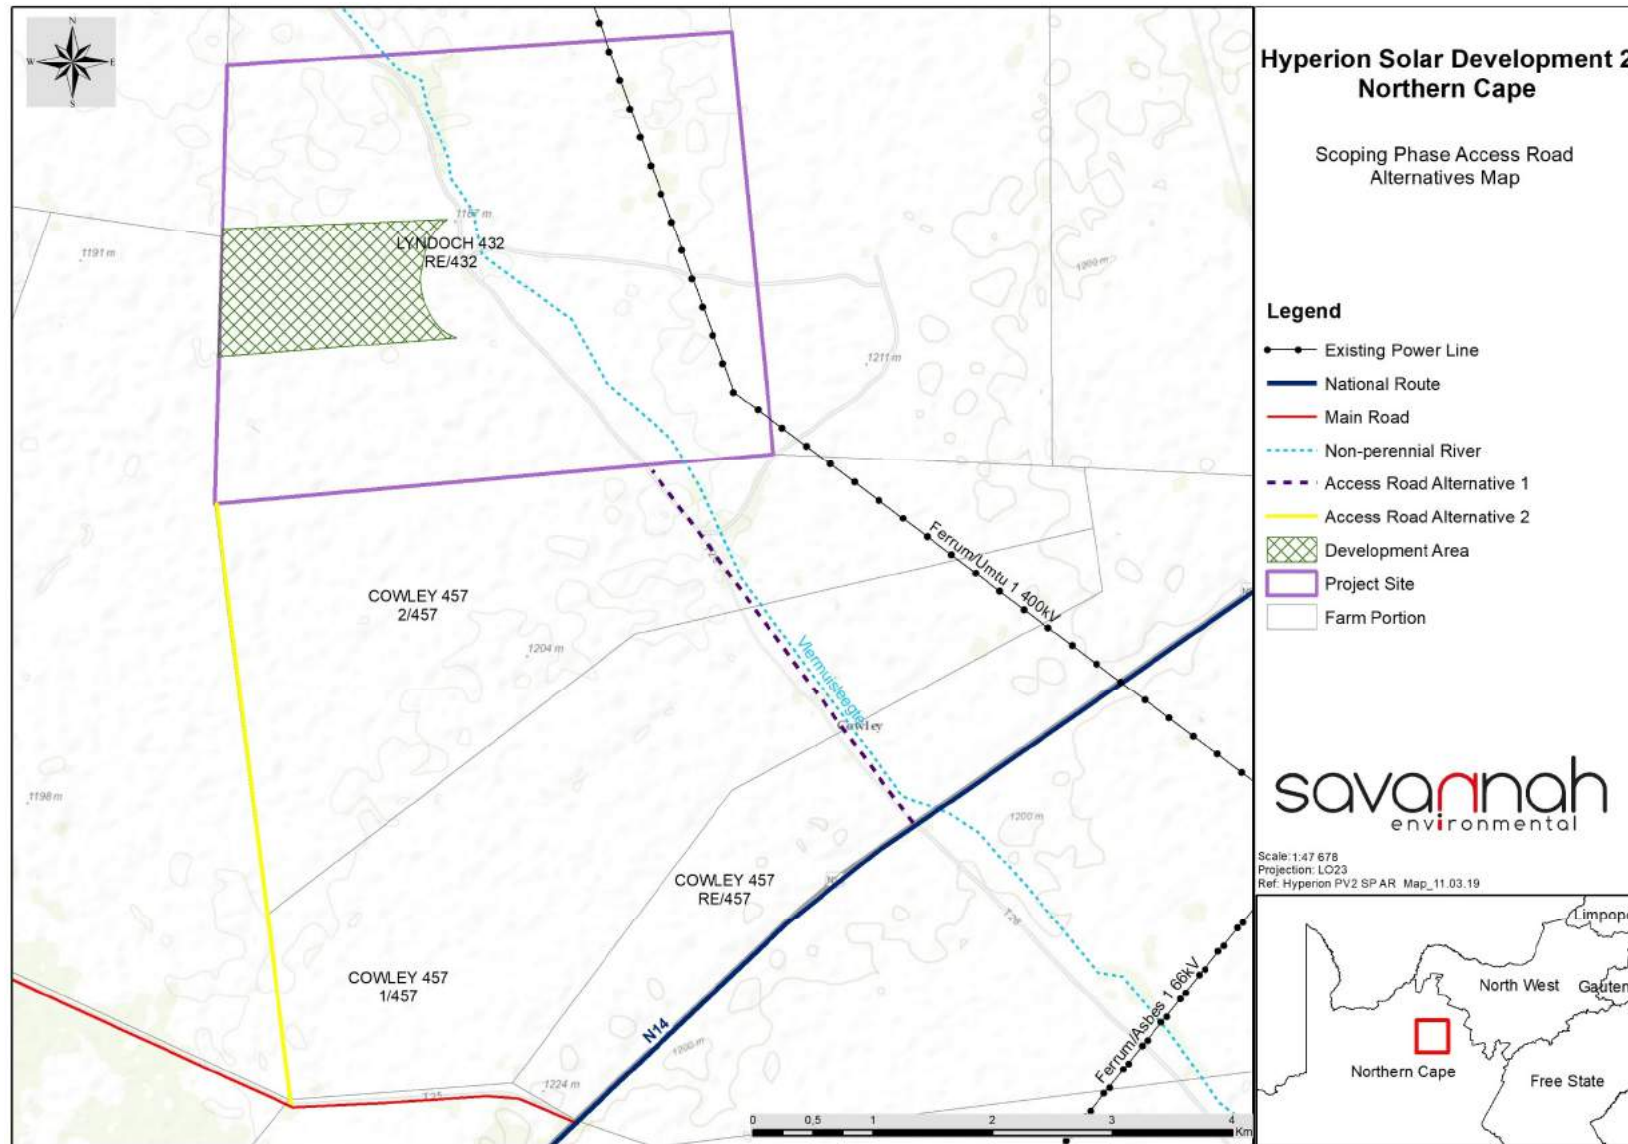 N
W
E
S
1167 m
LYNDOCH 432
RE/432
1191 m
1209 m
1211 m
Ferrum/Umtu 1 400kV
COWLEY 457
2/457
1204 m
Vlermuisleegte
Cowley
1198 m
1200 m
COWLEY 457
RE/457
T26
COWLEY 457
1/457
N14
1200 m
Ferrum/Asbes 1 66kV
1224 m
T25
0 0,5 1 2 3 4
Km
Hyperion Solar Development 2
Northern Cape
Scoping Phase Access Road
Alternatives Map
Legend
Existing Power Line
National Route
Main Road
Non-perennial River
Access Road Alternative 1
Access Road Alternative 2
Development Area
Project Site
Farm Portion
savannah
environmental
Scale: 1:47 678
Projection: LO23
Ref: Hyperion PV2 SP AR Map_11.03.19
Limpopo
North West
Gauten
Northern Cape
Free State